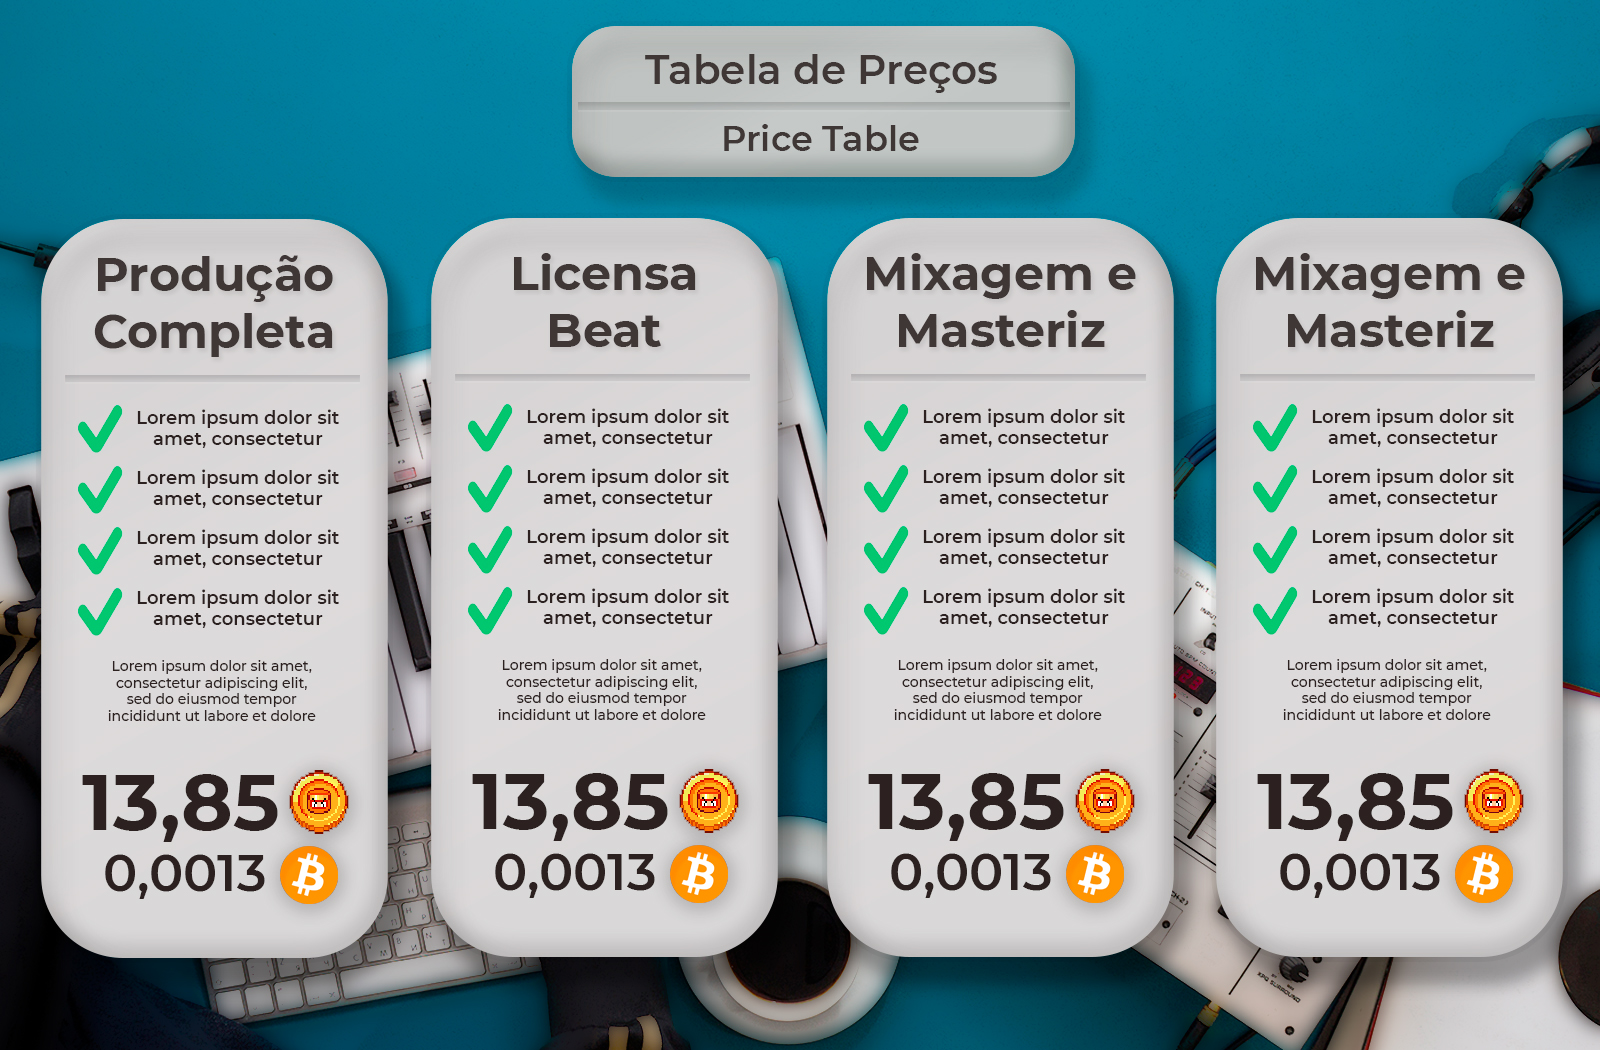 Tabela de Preços
Price Table
Produção
Completa
Lorem ipsum dolor sit
amet, consectetur
Lorem ipsum dolor sit
amet, consectetur
Lorem ipsum dolor sit
amet, consectetur
Lorem ipsum dolor sit
amet, consectetur
Lorem ipsum dolor sit amet,
consectetur adipiscing elit,
sed do eiusmod tempor
incididunt ut labore et dolore
13,85
0,0013
Licensa
Beat
Lorem ipsum dolor sit
amet, consectetur
Lorem ipsum dolor sit
amet, consectetur
Lorem ipsum dolor sit
amet, consectetur
Lorem ipsum dolor sit
amet, consectetur
Lorem ipsum dolor sit amet,
consectetur adipiscing elit,
sed do eiusmod tempor
incididunt ut labore et dolore
13,85
0,0013
Mixagem e
Masteriz
Lorem ipsum dolor sit
amet, consectetur
Lorem ipsum dolor sit
amet, consectetur
Lorem ipsum dolor sit
amet, consectetur
Lorem ipsum dolor sit
amet, consectetur
Lorem ipsum dolor sit amet,
consectetur adipiscing elit,
sed do eiusmod tempor
incididunt ut labore et dolore
13,85
0,0013
Mixagem e
Masteriz
Lorem ipsum dolor sit
amet, consectetur
Lorem ipsum dolor sit
amet, consectetur
Lorem ipsum dolor sit
amet, consectetur
Lorem ipsum dolor sit
amet, consectetur
Lorem ipsum dolor sit amet,
consectetur adipiscing elit,
sed do eiusmod tempor
incididunt ut labore et dolore
13,85
0,0013
CH-1
CH-2
XPQ SURROUND